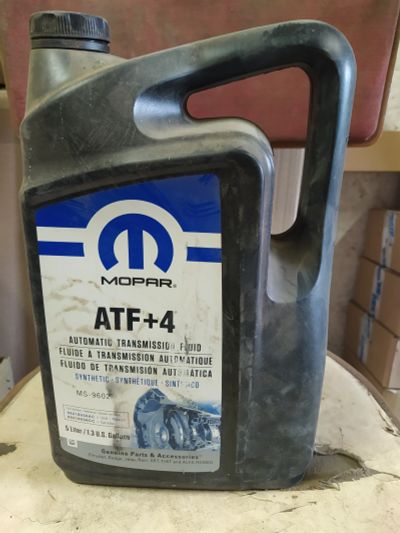 MOPAR®
ATF+4
AUTOMATIC TRANSMISSION FLUID
FLUIDE À TRANSMISSION AUTOMATIQUE
FLUIDO DE TRANSMISIÓN AUTOMÁTICA
SYNTHETIC · SYNTHÉTIQUE · SINTÉTICO
MS-9602
5 Liter / 1.3 U.S. Gallons
Genuine Parts & Accessories